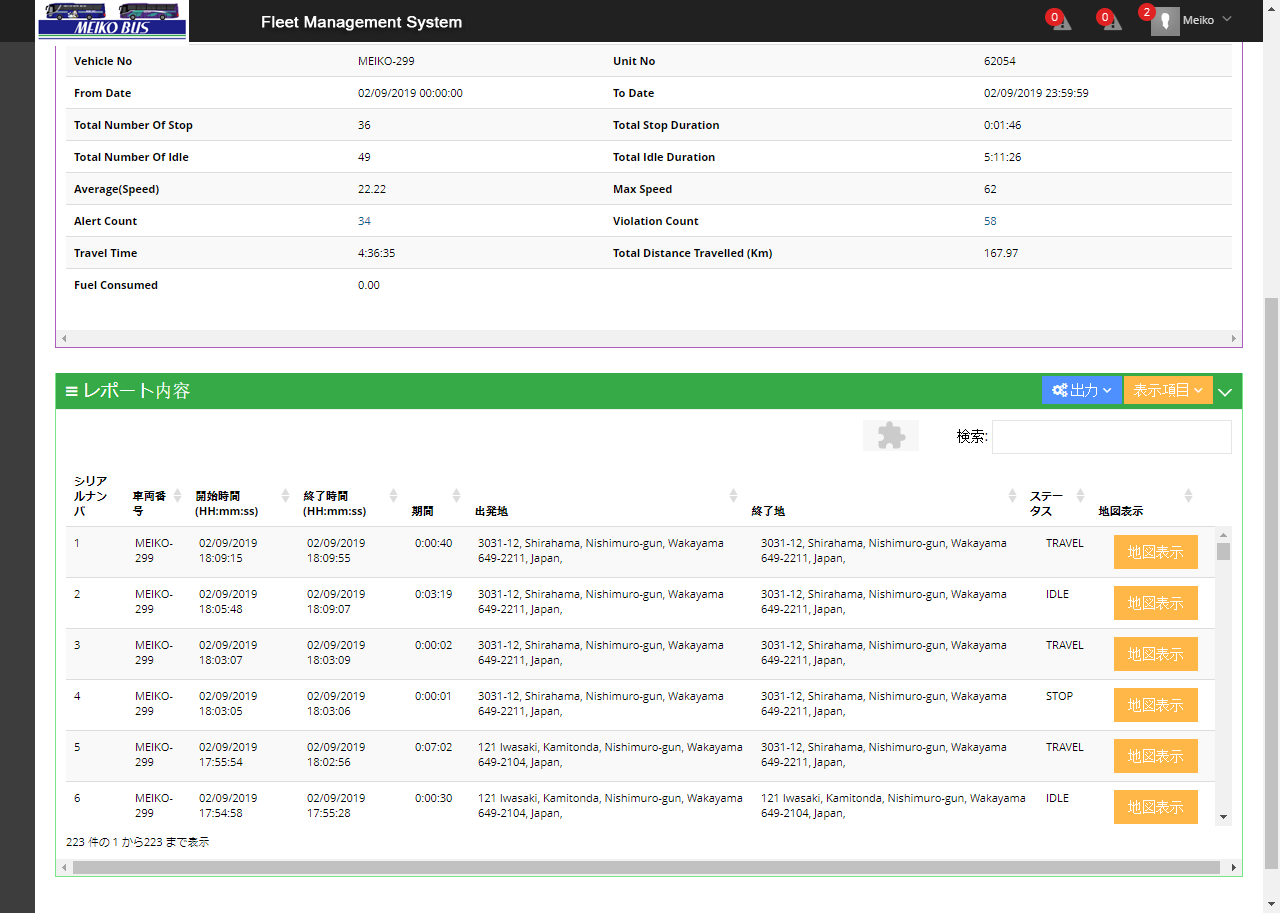 MEIKO BUS
Fleet Management System
0
0
2
Meiko
Vehicle No MEIKO-299 Unit No 62054
From Date 02/09/2019 00:00:00 To Date 02/09/2019 23:59:59
Total Number Of Stop 36 Total Stop Duration 0:01:46
Total Number Of Idle 49 Total Idle Duration 5:11:26
Average(Speed) 22.22 Max Speed 62
Alert Count 34 Violation Count 58
Travel Time 4:36:35 Total Distance Travelled (Km) 167.97
Fuel Consumed 0.00
レポート内容
出力
表示項目
検索:
シリア
ルナン
バ
車両番
号
開始時間
(HH:mm:ss)
終了時間
(HH:mm:ss)
期間
出発地
終了地
ステー
タス
地図表示
1 MEIKO- 02/09/2019 02/09/2019 0:00:40 3031-12, Shirahama, Nishimuro-gun, Wakayama 3031-12, Shirahama, Nishimuro-gun, Wakayama TRAVEL 地図表示
299 18:09:15 18:09:55 649-2211, Japan, 649-2211, Japan,
2 MEIKO- 02/09/2019 02/09/2019 0:03:19 3031-12, Shirahama, Nishimuro-gun, Wakayama 3031-12, Shirahama, Nishimuro-gun, Wakayama IDLE 地図表示
299 18:05:48 18:09:07 649-2211, Japan, 649-2211, Japan,
3 MEIKO- 02/09/2019 02/09/2019 0:00:02 3031-12, Shirahama, Nishimuro-gun, Wakayama 3031-12, Shirahama, Nishimuro-gun, Wakayama TRAVEL 地図表示
299 18:03:07 18:03:09 649-2211, Japan, 649-2211, Japan,
4 MEIKO- 02/09/2019 02/09/2019 0:00:01 3031-12, Shirahama, Nishimuro-gun, Wakayama 3031-12, Shirahama, Nishimuro-gun, Wakayama STOP 地図表示
299 18:03:05 18:03:06 649-2211, Japan, 649-2211, Japan,
5 MEIKO- 02/09/2019 02/09/2019 0:07:02 121 Iwasaki, Kamitonda, Nishimuro-gun, Wakayama 3031-12, Shirahama, Nishimuro-gun, Wakayama TRAVEL 地図表示
299 17:55:54 18:02:56 649-2104, Japan, 649-2211, Japan,
6 MEIKO- 02/09/2019 02/09/2019 0:00:30 121 Iwasaki, Kamitonda, Nishimuro-gun, Wakayama 121 Iwasaki, Kamitonda, Nishimuro-gun, Wakayama IDLE 地図表示
299 17:54:58 17:55:28 649-2104, Japan, 649-2104, Japan,
223 件の 1 から223 まで表示